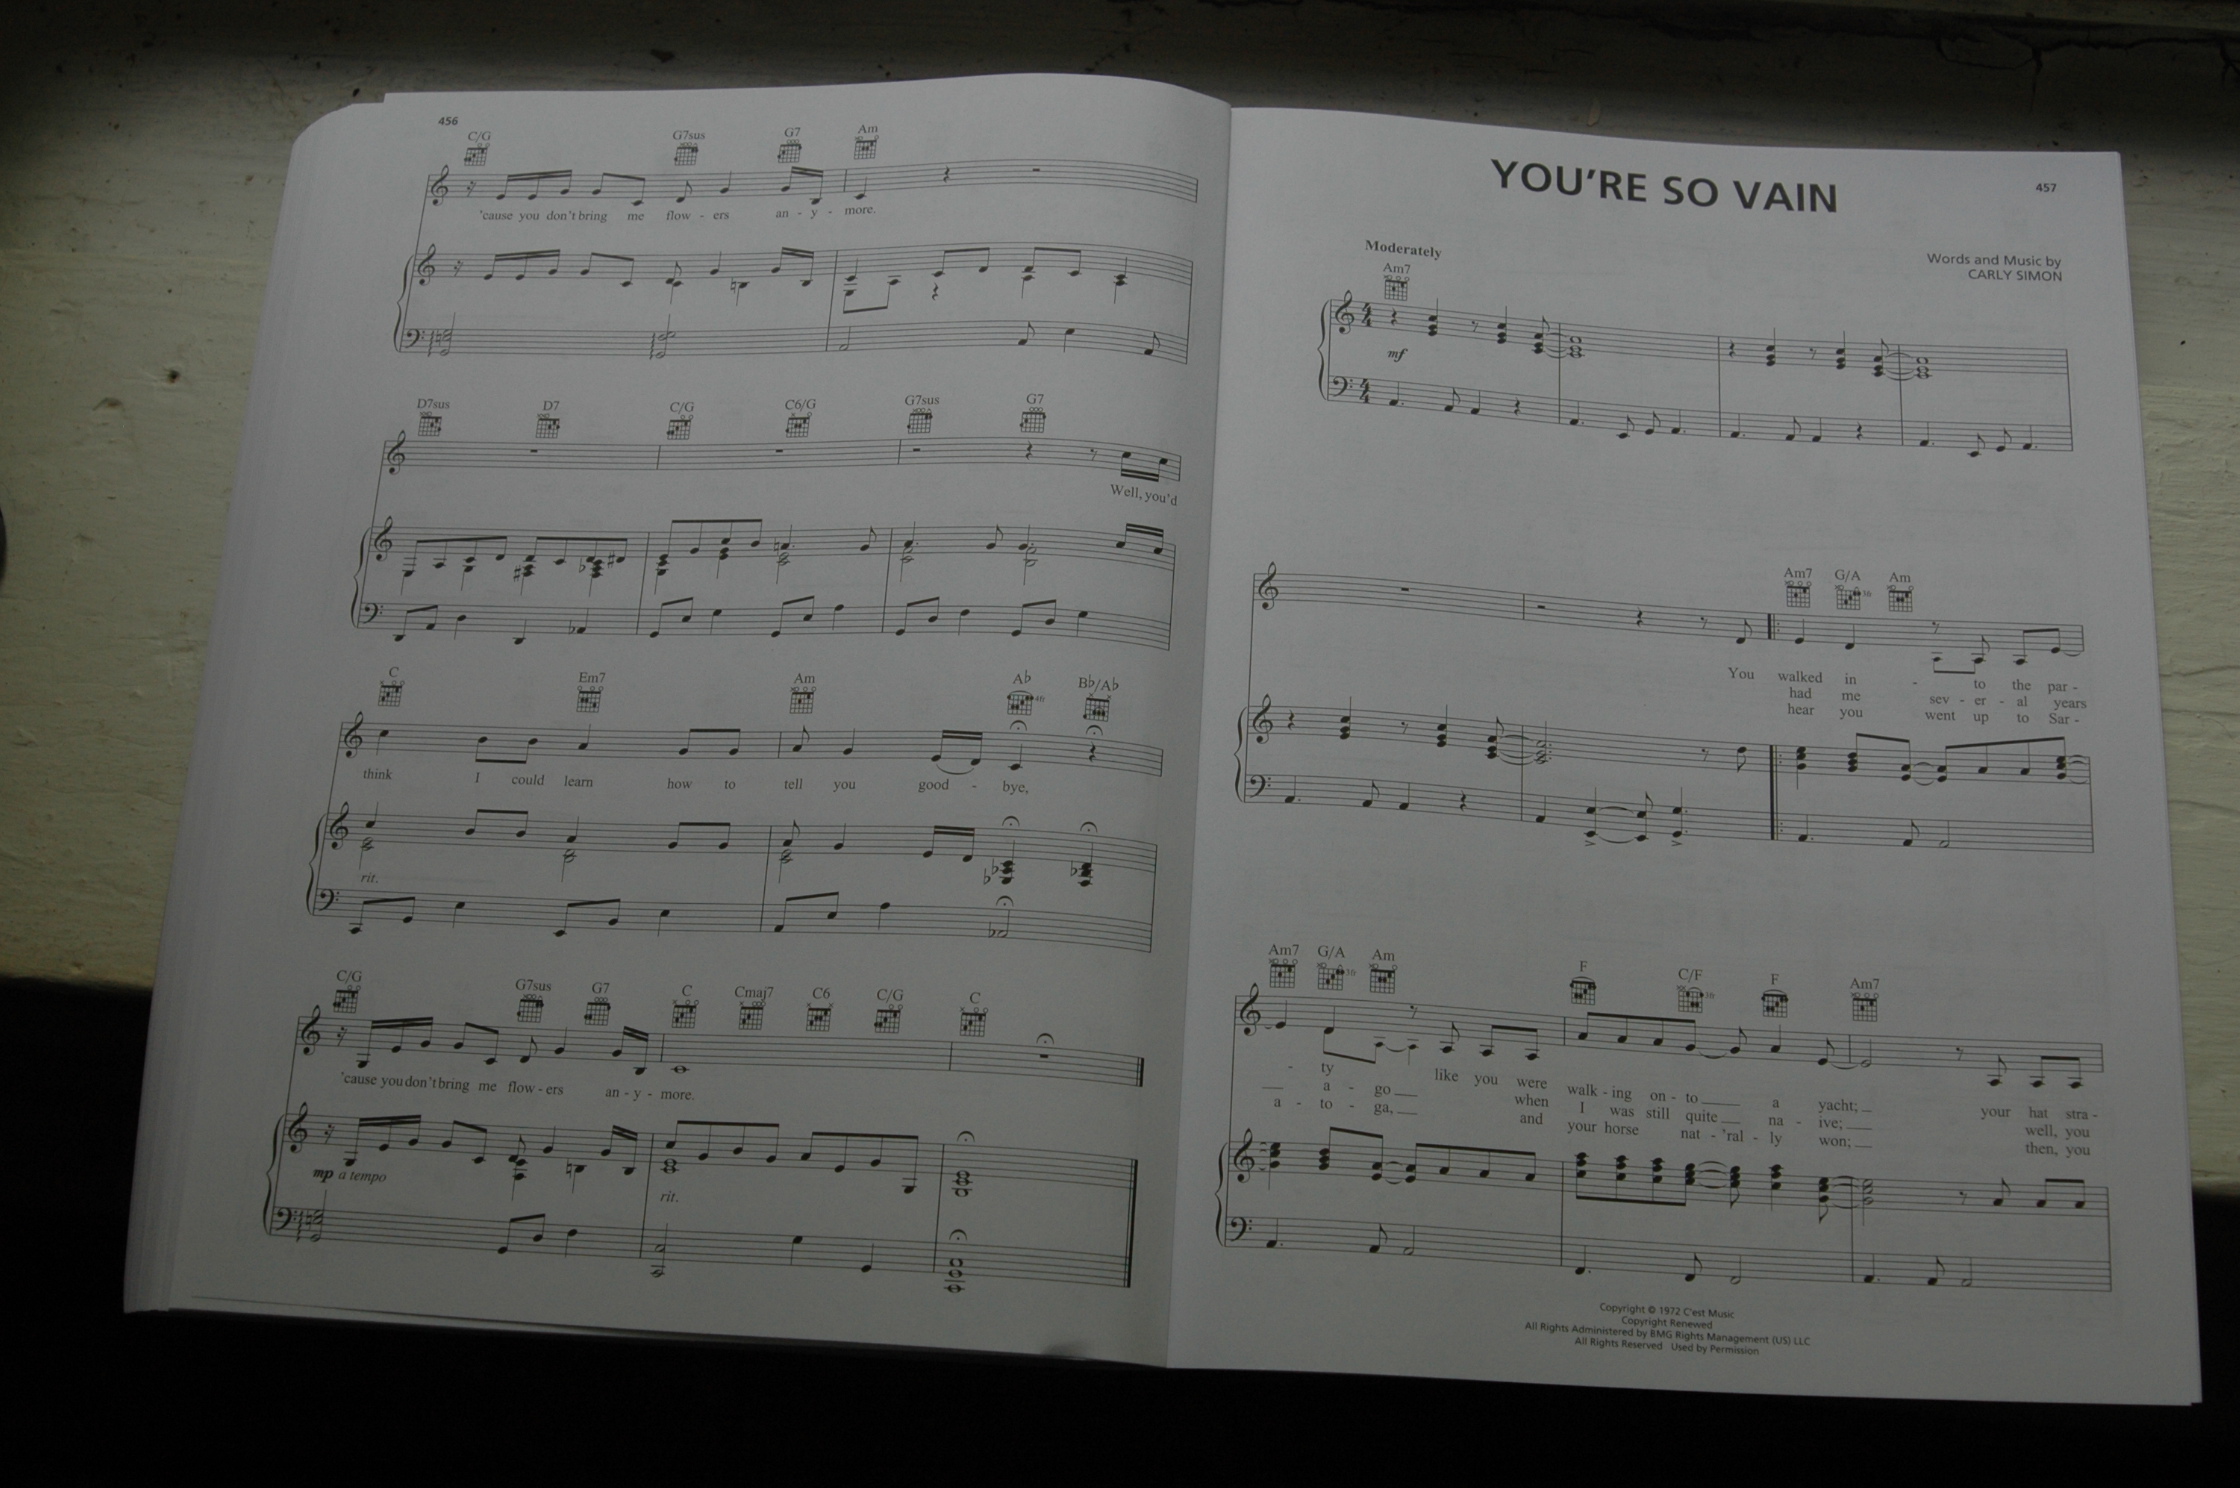 456
C/G G7sus G7 Am
'cause you don't bring me flow - ers an - y - more.
D7sus D7 C/G C6/G G7sus G7
Well, you'd
C Em7 Am A♭ B♭/A♭
4fr
think I could learn how to tell you good - bye,
rit.
C/G G7sus G7 C Cmaj7 C6 C/G C
'cause you don't bring me flow - ers an - y - more.
mp a tempo
rit.
YOU'RE SO VAIN
457
Words and Music by
CARLY SIMON
Moderately
Am7
4
4
mf
4
4
Am7 G/A Am
3fr
You walked in - to the par -
had me sev - er - al years
hear you went up to Sar -
Am7 G/A Am F C/F F Am7
3fr
- ty like you were walk - ing on - to a yacht; your hat stra -
a - go when I was still quite na - ive; well, you
a - to - ga, and your horse nat - 'ral - ly won; then, you
Copyright © 1972 C'est Music
Copyright Renewed
All Rights Administered by BMG Rights Management (US) LLC
All Rights Reserved Used by Permission